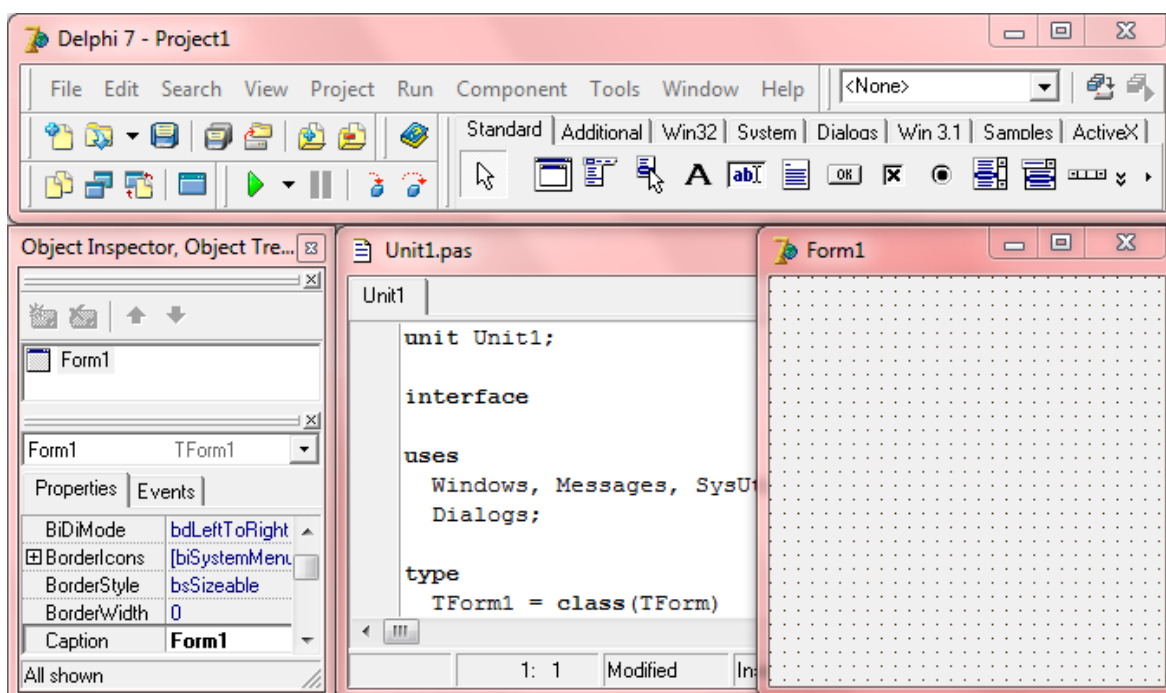 Delphi 7 - Project1
File Edit Search View Project Run Component Tools Window Help <None>
Standard Additional Win32 System Dialogs Win 3.1 Samples ActiveX
A ab OK
Object Inspector, Object Tre...
Form1
Form1 TForm1
Properties Events
BiDiMode bdLeftToRight
BorderIcons [biSystemMenu
BorderStyle bsSizeable
BorderWidth 0
Caption Form1
All shown
Unit1.pas
Unit1
unit Unit1;
interface
uses
Windows, Messages, SysUt
Dialogs;
type
TForm1 = class(TForm)
1: 1 Modified Ins
Form1